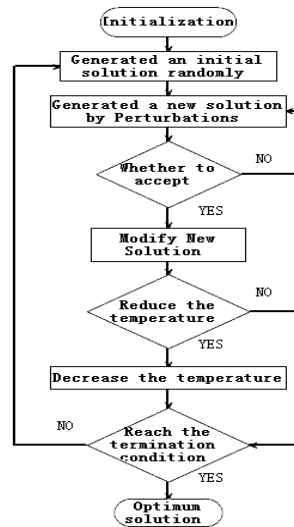 Initialization
Generated an initial
solution randomly
Generated a new solution
by Perturbations
Whether to
accept
NO
YES
Modify New
Solution
Reduce the
temperature
NO
YES
Decrease the temperature
Reach the
termination
condition
NO
YES
Optimum
solution